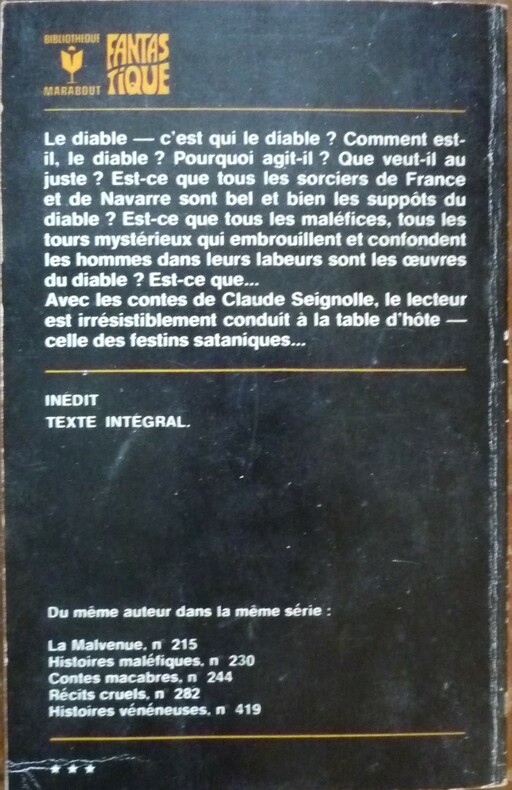 BIBLIOTHEQUE
MARABOUT
FANTAS
TIQUE
Le diable — c'est qui le diable ? Comment est-
il, le diable ? Pourquoi agit-il ? Que veut-il au
juste ? Est-ce que tous les sorciers de France
et de Navarre sont bel et bien les suppôts du
diable ? Est-ce que tous les maléfices, tous les
tours mystérieux qui embrouillent et confondent
les hommes dans leurs labeurs sont les œuvres
du diable ? Est-ce que...
Avec les contes de Claude Seignolle, le lecteur
est irrésistiblement conduit à la table d'hôte —
celle des festins sataniques...
INÉDIT
TEXTE INTÉGRAL.
Du même auteur dans la même série :
La Malvenue, n° 215
Histoires maléfiques, n° 230
Contes macabres, n° 244
Récits cruels, n° 282
Histoires vénéneuses, n° 419
★ ★ ★